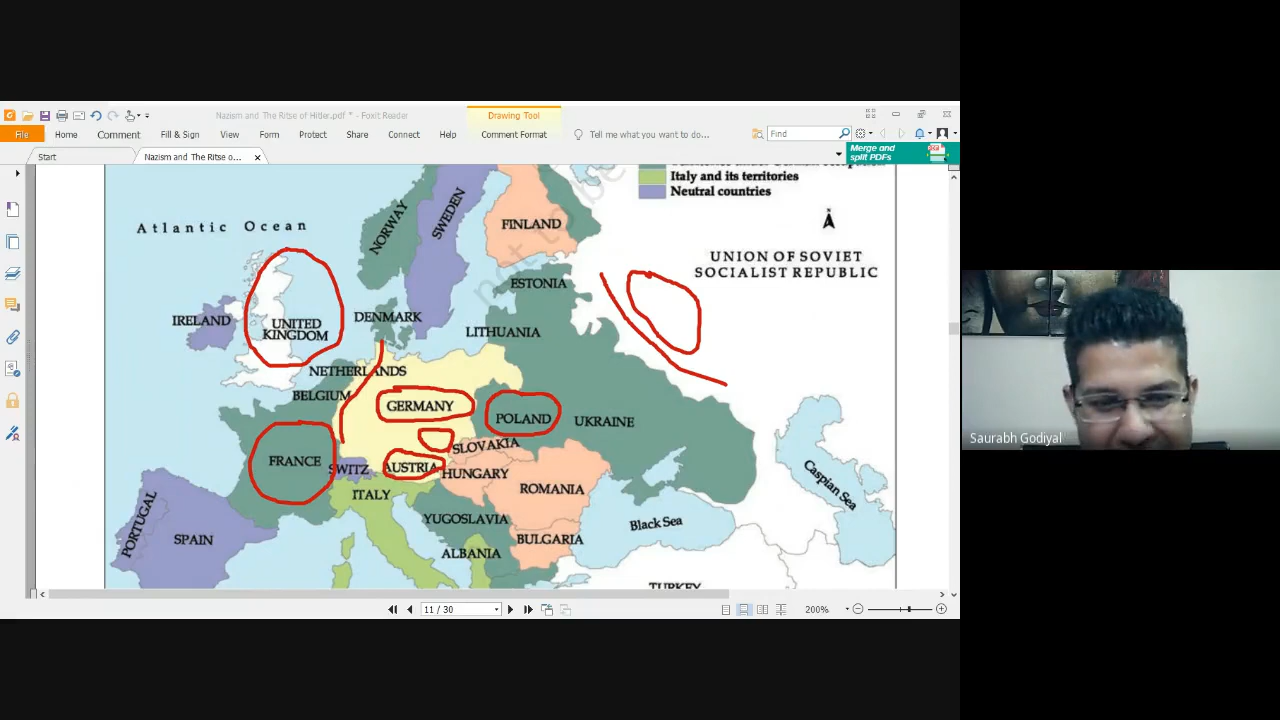 Nazism and The Ritse of Hitler.pdf * - Foxit Reader
Drawing Tool
File
Home
Comment
Fill & Sign
View
Form
Protect
Share
Connect
Help
Comment Format
Tell me what you want to do...
Find
Start
Nazism and The Ritse o...
Merge and
split PDFs
Italy and its territories
Neutral countries
Atlantic Ocean
NORWAY
SWEDEN
FINLAND
not to be
UNION OF SOVIET
SOCIALIST REPUBLIC
ESTONIA
IRELAND
UNITED
KINGDOM
DENMARK
LITHUANIA
NETHERLANDS
BELGIUM
GERMANY
POLAND
UKRAINE
SLOVAKIA
FRANCE
SWITZ
AUSTRIA
HUNGARY
ITALY
ROMANIA
Caspian Sea
PORTUGAL
SPAIN
YUGOSLAVIA
Black Sea
BULGARIA
ALBANIA
TURKEY
11 / 30
200%
Saurabh Godiyal